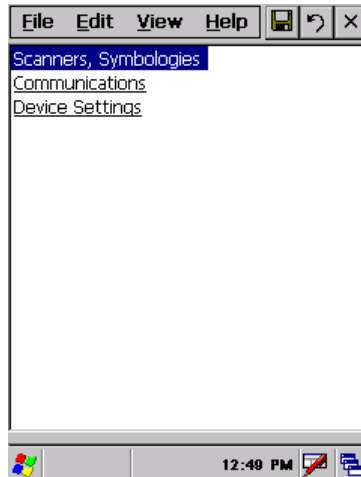 File Edit View Help
Scanners, Symbologies
Communications
Device Settings
12:49 PM